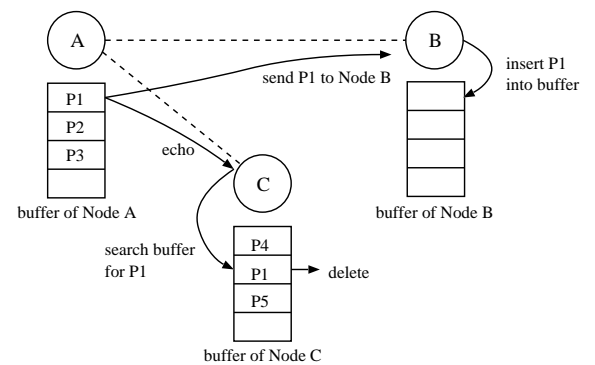 A
B
P1
P2
P3
buffer of Node A
send P1 to Node B
insert P1
into buffer
buffer of Node B
echo
C
search buffer
for P1
P4
P1
P5
delete
buffer of Node C